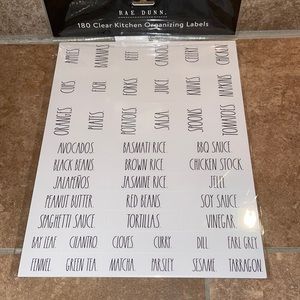 RAE DUNN.
180 Clear Kitchen Organizing Labels
APPLES BANANAS BEEF CANDY CELERY CHICKEN
CUPS FISH FORKS JUICE KNIVES NAPKINS
ORANGES PLATES POTATOES SALSA SPOONS TOMATOES
AVOCADOS. BASMATI RICE BBQ SAUCE
BLACK BEANS. BROWN RICE CHICKEN STOCK
JALAPEÑOS JASMINE RICE JELLY
PEANUT BUTTER RED BEANS SOY SAUCE
SPAGHETTI SAUCE TORTILLAS. VINEGAR.
BAY LEAF CILANTRO CLOVES CURRY. DILL EARL GREY
FENNEL GREEN TEA. MATCHA PARSLEY SESAME. TARRAGON